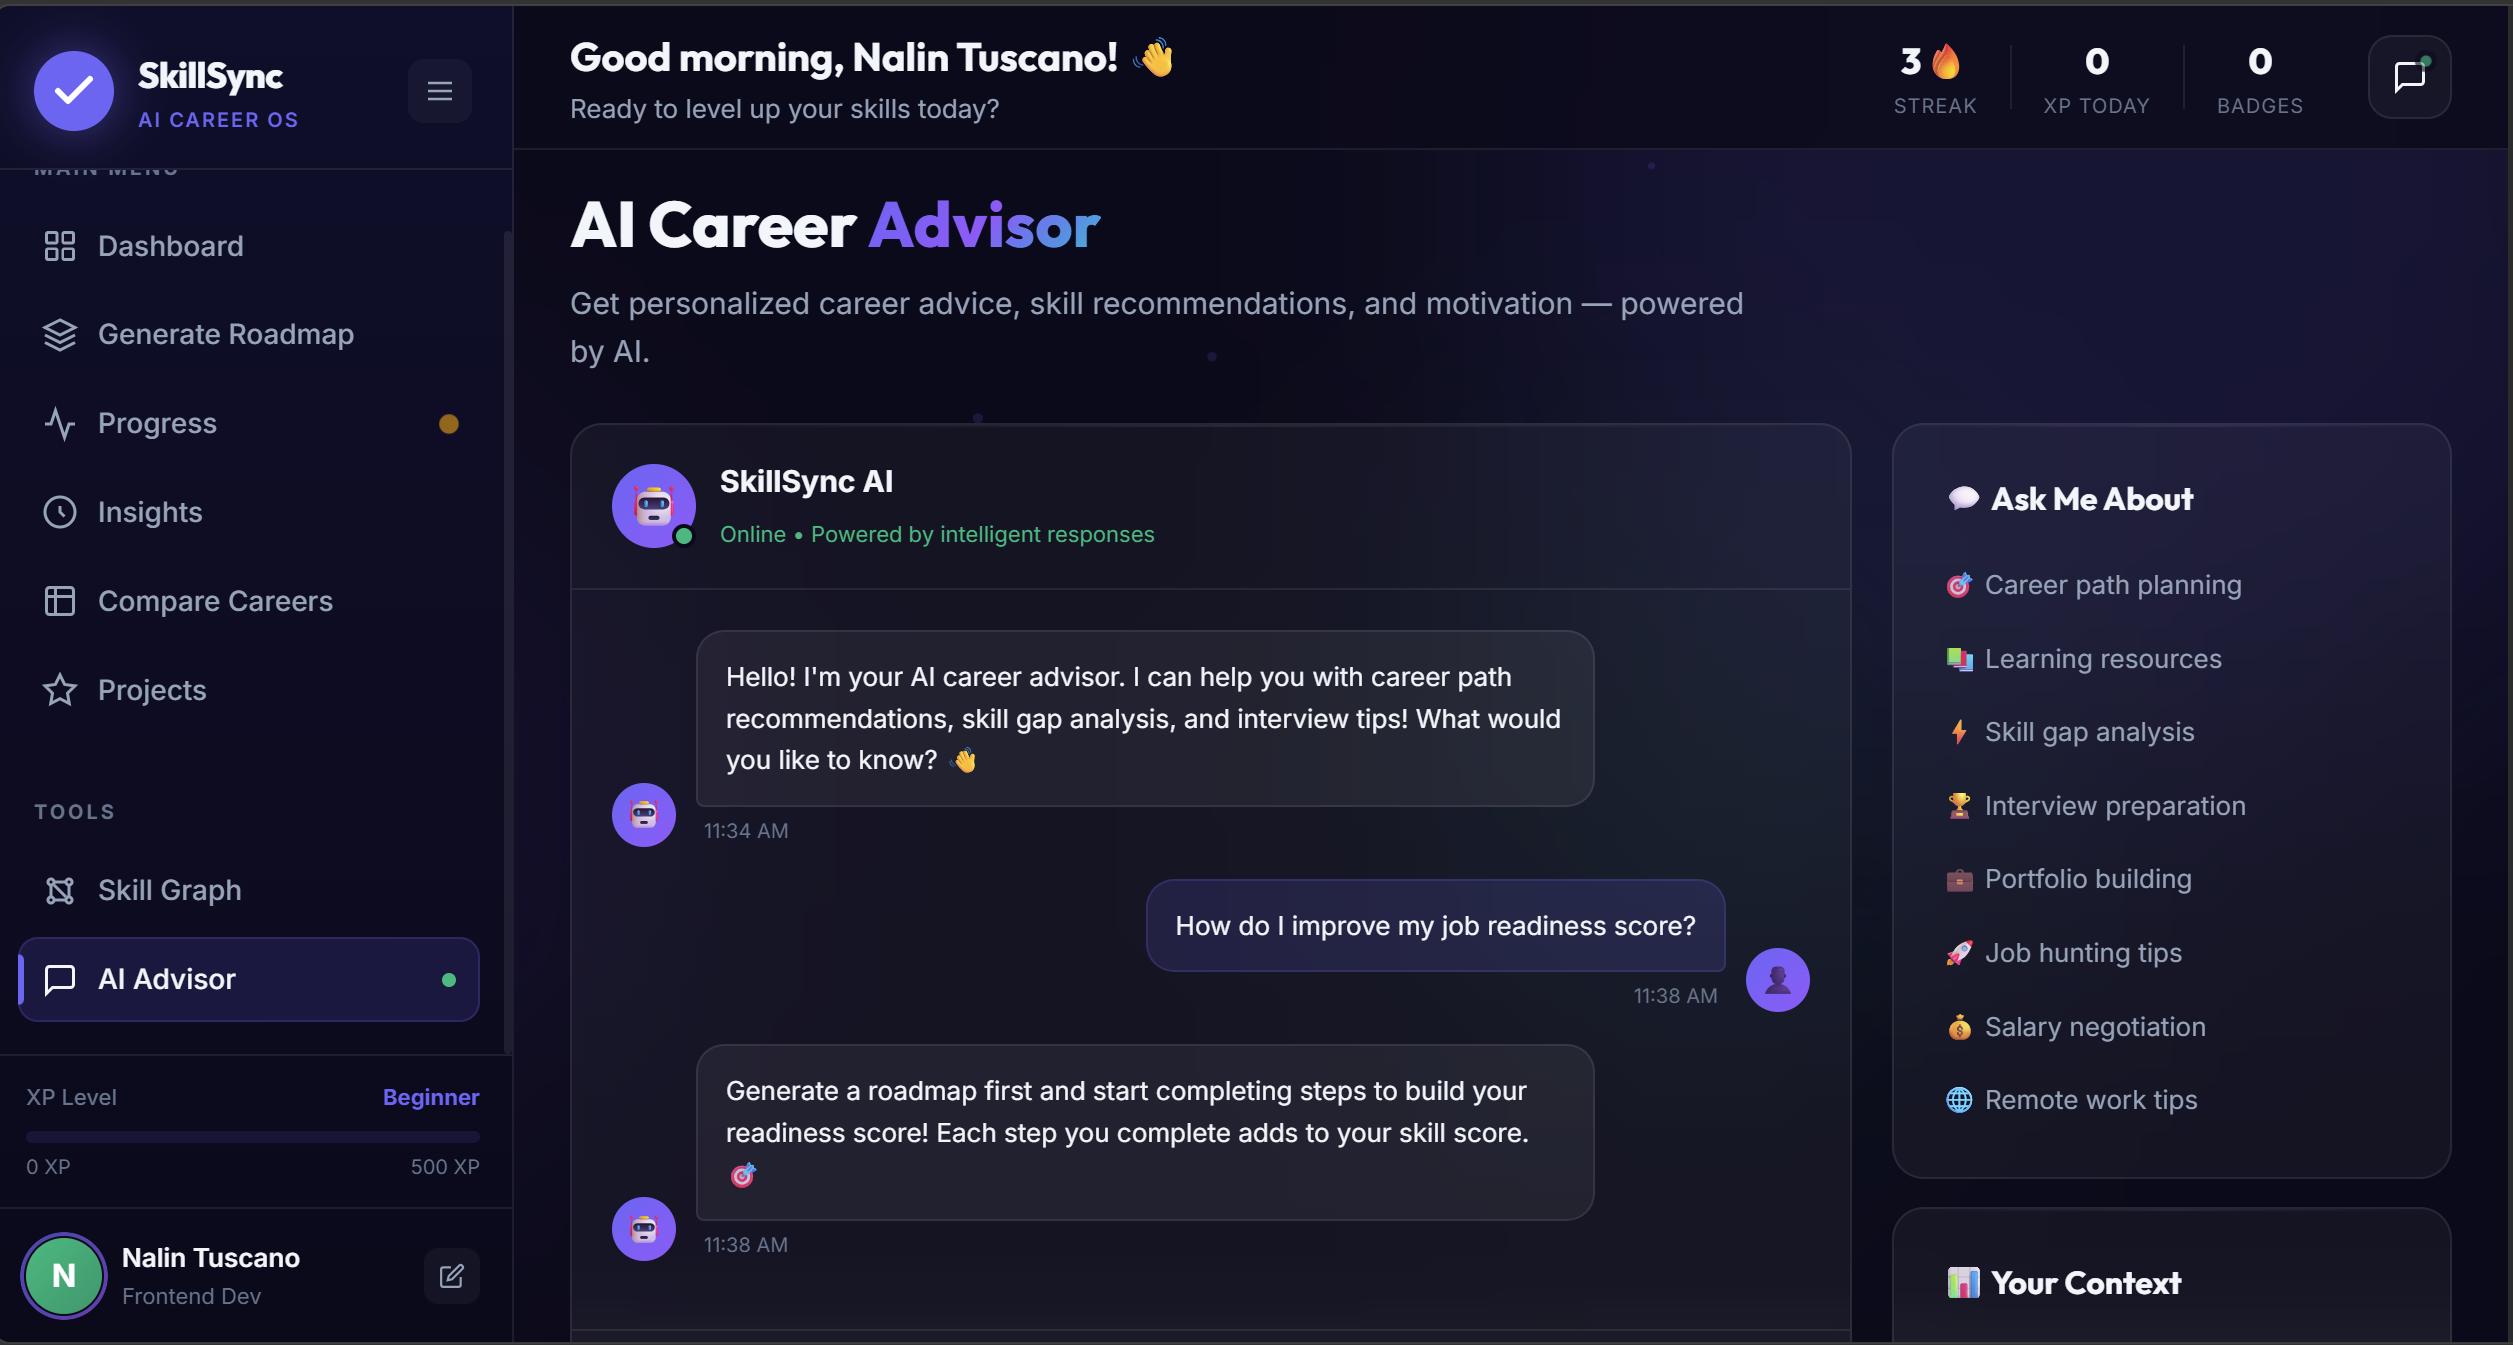 SkillSync
AI CAREER OS
MAIN MENU
Dashboard
Generate Roadmap
Progress
Insights
Compare Careers
Projects
TOOLS
Skill Graph
AI Advisor
XP Level
Beginner
0 XP
500 XP
N
Nalin Tuscano
Frontend Dev
Good morning, Nalin Tuscano! 👋
Ready to level up your skills today?
3 🔥
STREAK
0
XP TODAY
0
BADGES
AI Career Advisor
Get personalized career advice, skill recommendations, and motivation — powered
by AI.
SkillSync AI
Online • Powered by intelligent responses
Hello! I'm your AI career advisor. I can help you with career path
recommendations, skill gap analysis, and interview tips! What would
you like to know? 👋
11:34 AM
How do I improve my job readiness score?
11:38 AM
Generate a roadmap first and start completing steps to build your
readiness score! Each step you complete adds to your skill score.
🎯
11:38 AM
💬 Ask Me About
🎯 Career path planning
📚 Learning resources
⚡ Skill gap analysis
🏆 Interview preparation
💼 Portfolio building
🚀 Job hunting tips
💰 Salary negotiation
🌐 Remote work tips
📊 Your Context